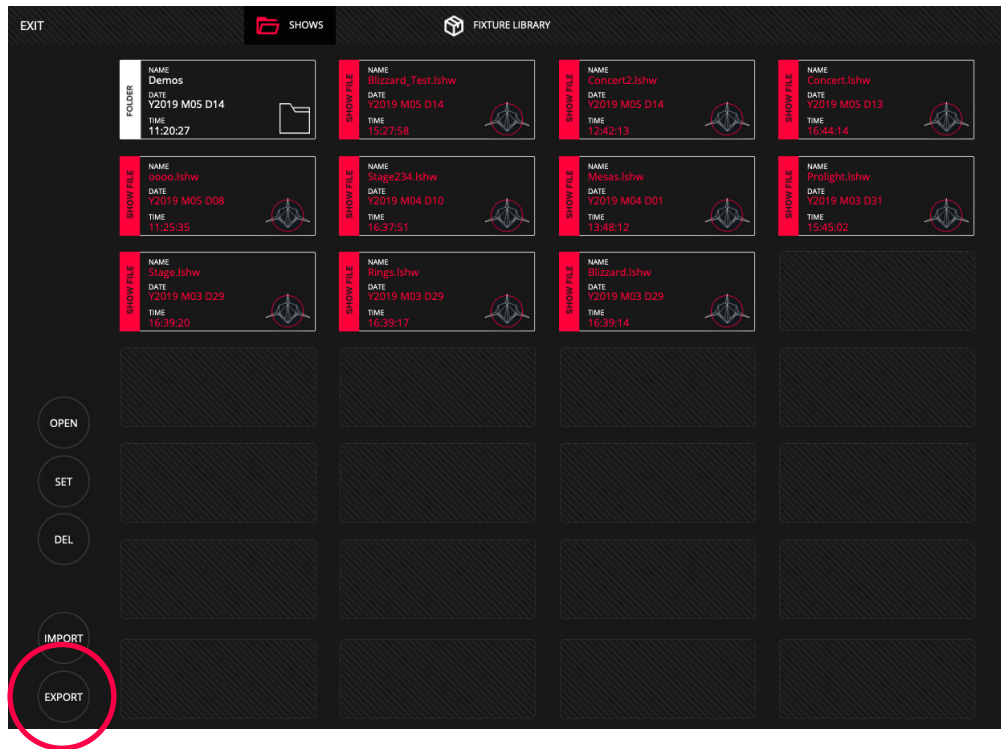 EXIT
SHOWS
FIXTURE LIBRARY
FOLDER
NAME
Demos
DATE
Y2019 M05 D14
TIME
11:20:27
SHOW FILE
NAME
Blizzard_Test.lshw
DATE
Y2019 M05 D14
TIME
15:27:58
SHOW FILE
NAME
Concert2.lshw
DATE
Y2019 M05 D14
TIME
12:42:13
SHOW FILE
NAME
Concert.lshw
DATE
Y2019 M05 D13
TIME
16:44:14
SHOW FILE
NAME
oooo.lshw
DATE
Y2019 M05 D08
TIME
11:25:35
SHOW FILE
NAME
Stage234.lshw
DATE
Y2019 M04 D10
TIME
16:37:51
SHOW FILE
NAME
Mesas.lshw
DATE
Y2019 M04 D01
TIME
13:48:12
SHOW FILE
NAME
Prolight.lshw
DATE
Y2019 M03 D31
TIME
15:45:02
SHOW FILE
NAME
Stage.lshw
DATE
Y2019 M03 D29
TIME
16:39:20
SHOW FILE
NAME
Rings.lshw
DATE
Y2019 M03 D29
TIME
16:39:17
SHOW FILE
NAME
Blizzard.lshw
DATE
Y2019 M03 D29
TIME
16:39:14
OPEN
SET
DEL
IMPORT
EXPORT